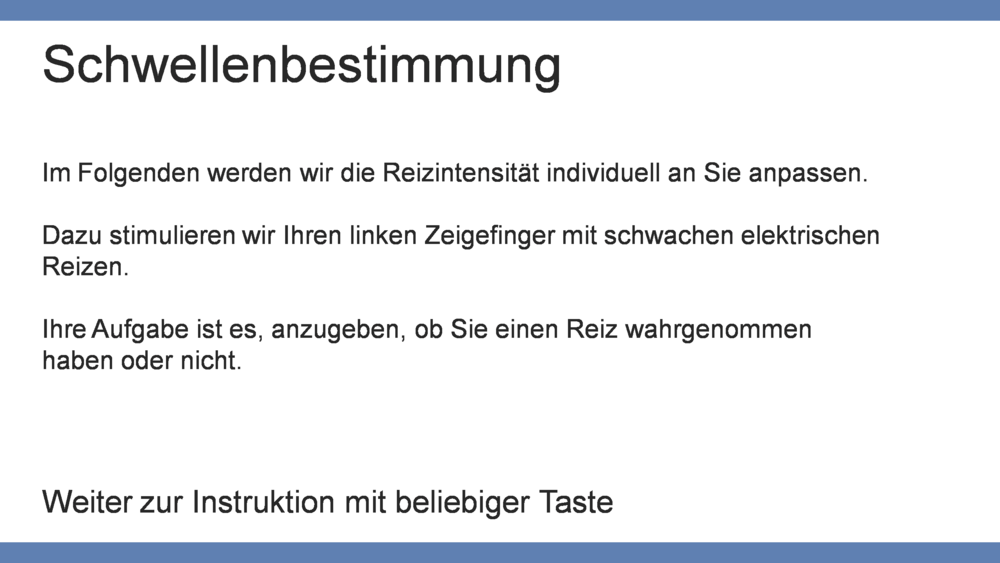 Schwellenbestimmung
Im Folgenden werden wir die Reizintensität individuell an Sie anpassen.
Dazu stimulieren wir Ihren linken Zeigefinger mit schwachen elektrischen
Reizen.
Ihre Aufgabe ist es, anzugeben, ob Sie einen Reiz wahrgenommen
haben oder nicht.
Weiter zur Instruktion mit beliebiger Taste